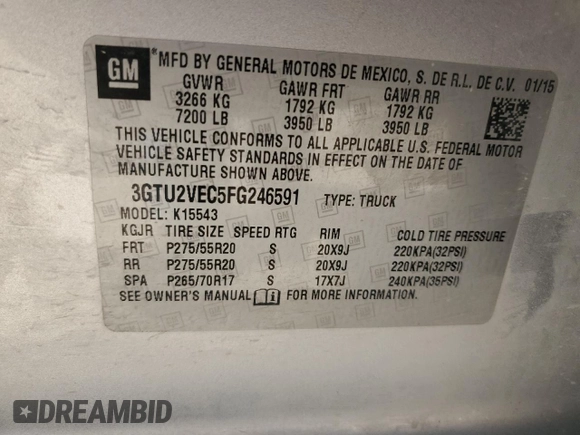 GM *MFD BY GENERAL MOTORS DE MEXICO, S. DE R.L. DE C.V. 01/15
GVWR GAWR FRT GAWR RR
3266 KG 1792 KG 1792 KG
7200 LB 3950 LB 3950 LB
THIS VEHICLE CONFORMS TO ALL APPLICABLE U.S. FEDERAL MOTOR
VEHICLE SAFETY STANDARDS IN EFFECT ON THE DATE OF
MANUFACTURE SHOWN ABOVE.
3GTU2VEC5FG246591 TYPE: TRUCK
MODEL: K15543
KGJR TIRE SIZE SPEED RTG RIM COLD TIRE PRESSURE
FRT P275/55R20 S 20X9J 220KPA(32PSI)
RR P275/55R20 S 20X9J 220KPA(32PSI)
SPA P265/70R17 S 17X7J 240KPA(35PSI)
SEE OWNER'S MANUAL i FOR MORE INFORMATION.
DREAMBID